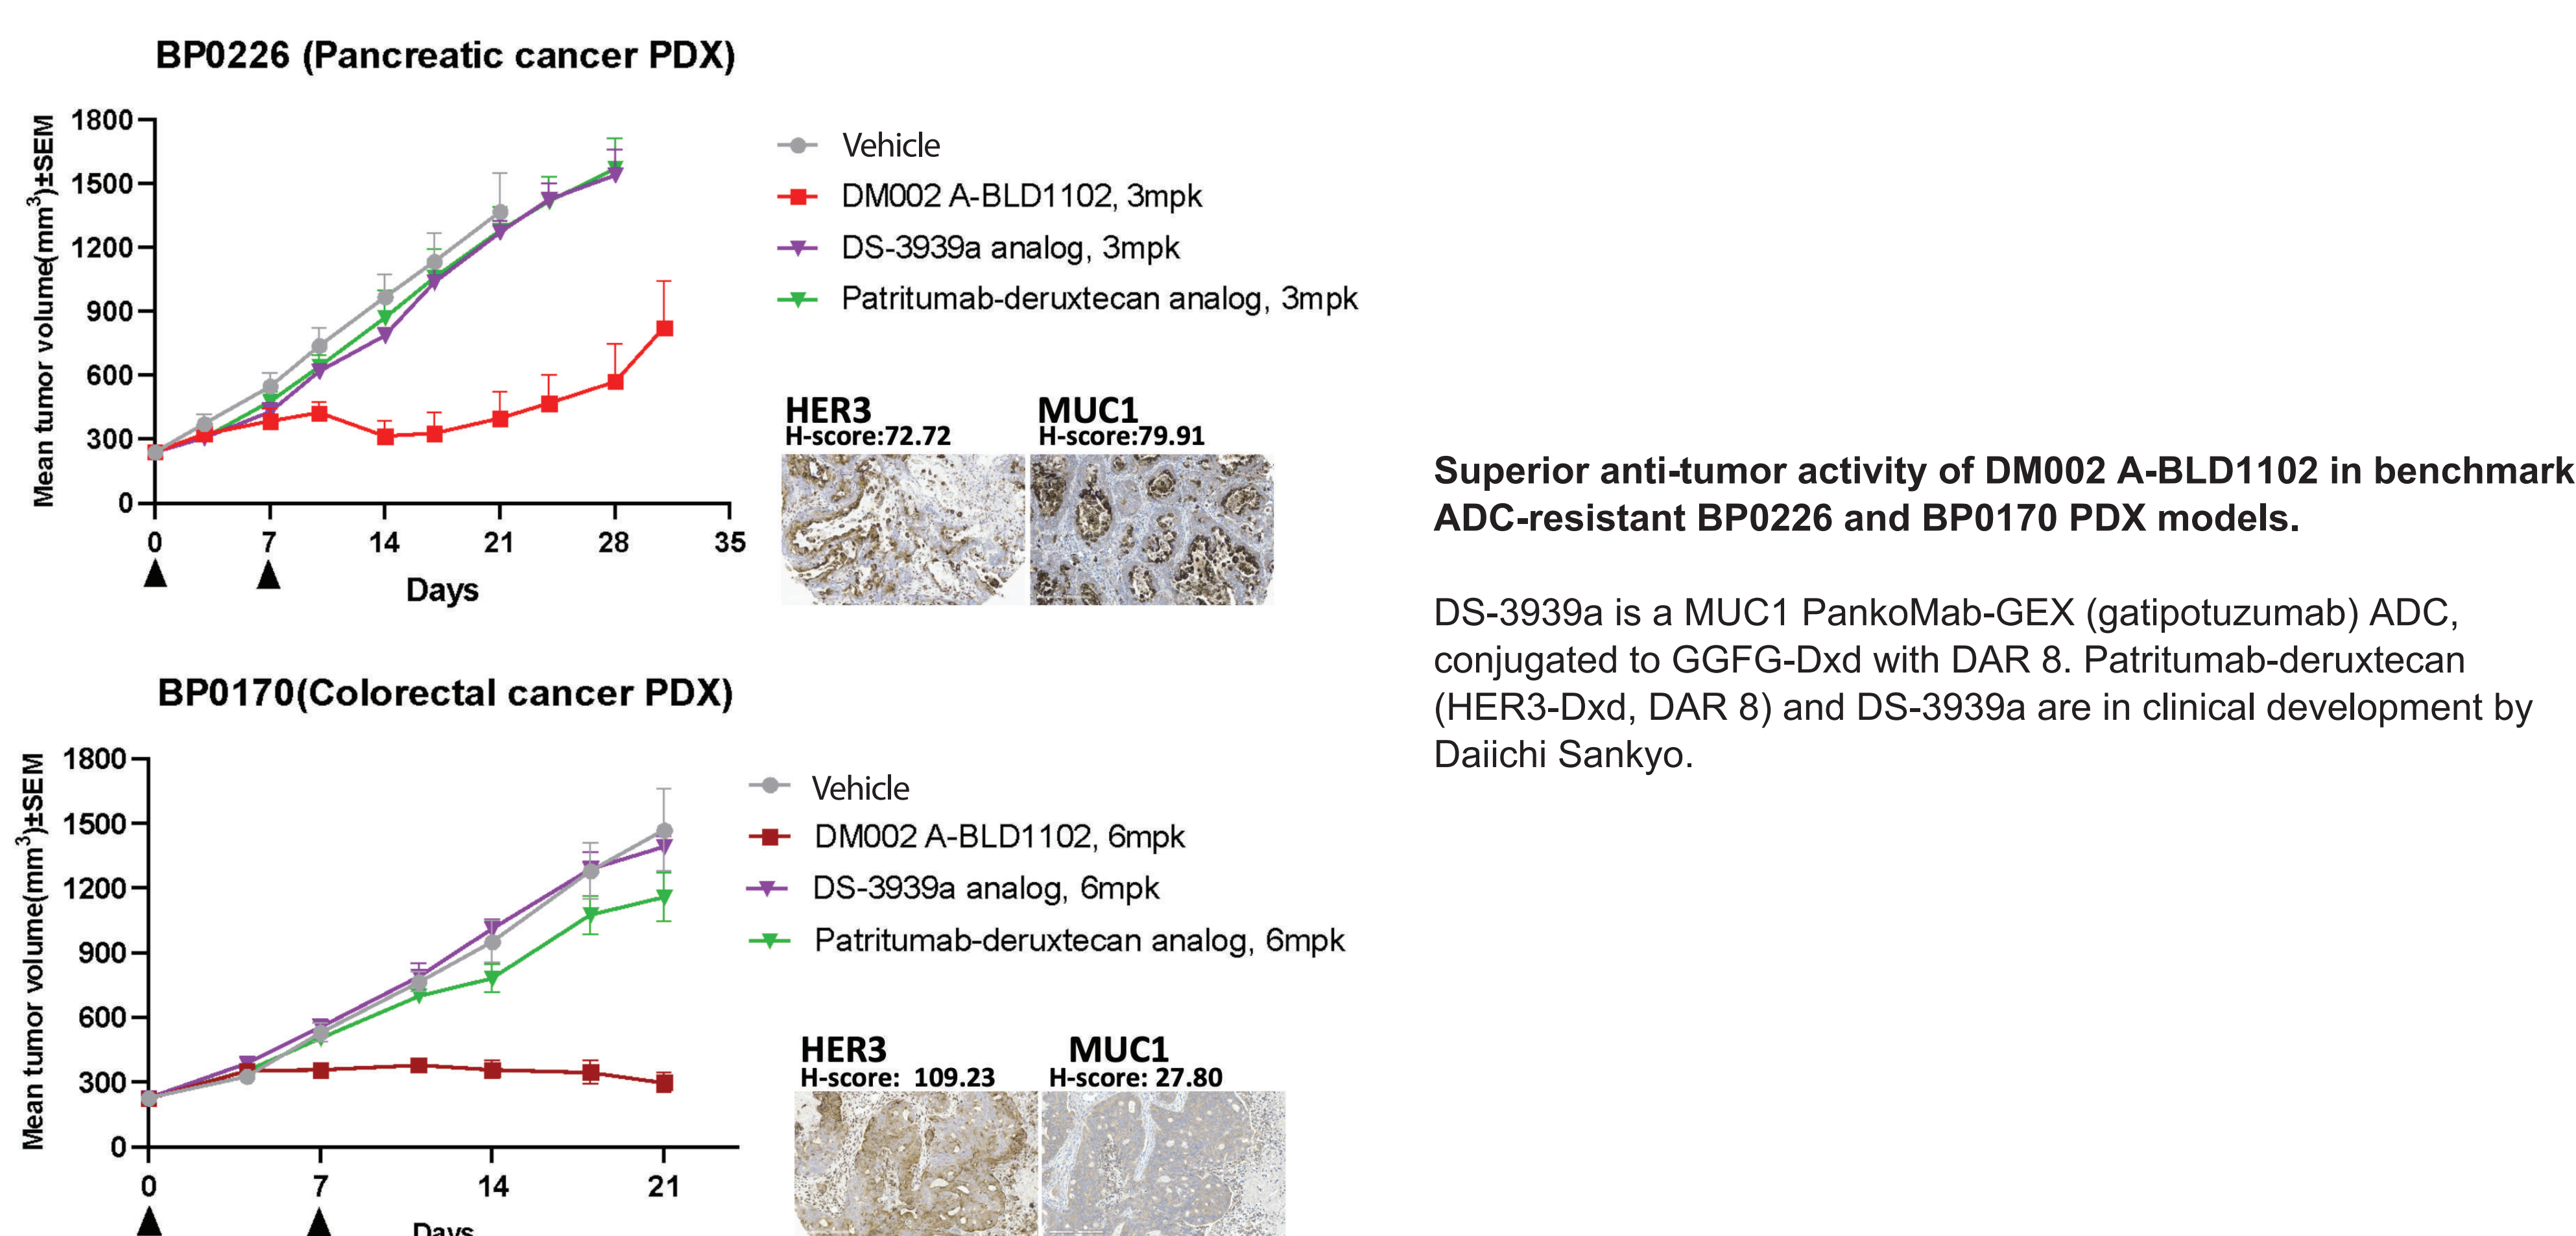 BP0226 (Pancreatic cancer PDX)
Mean tumor volume(mm³)±SEM
1800
1500
1200
900
600
300
0
0 7 14 21 28 35
Days
Vehicle
DM002 A-BLD1102, 3mpk
DS-3939a analog, 3mpk
Patritumab-deruxtecan analog, 3mpk
HER3
H-score:72.72
MUC1
H-score:79.91
BP0170(Colorectal cancer PDX)
Mean tumor volume(mm³)±SEM
1800
1500
1200
900
600
300
0
0 7 14 21
Days
Vehicle
DM002 A-BLD1102, 6mpk
DS-3939a analog, 6mpk
Patritumab-deruxtecan analog, 6mpk
HER3
H-score: 109.23
MUC1
H-score: 27.80
Superior anti-tumor activity of DM002 A-BLD1102 in benchmark
ADC-resistant BP0226 and BP0170 PDX models.
DS-3939a is a MUC1 PankoMab-GEX (gatipotuzumab) ADC,
conjugated to GGFG-Dxd with DAR 8. Patritumab-deruxtecan
(HER3-Dxd, DAR 8) and DS-3939a are in clinical development by
Daiichi Sankyo.